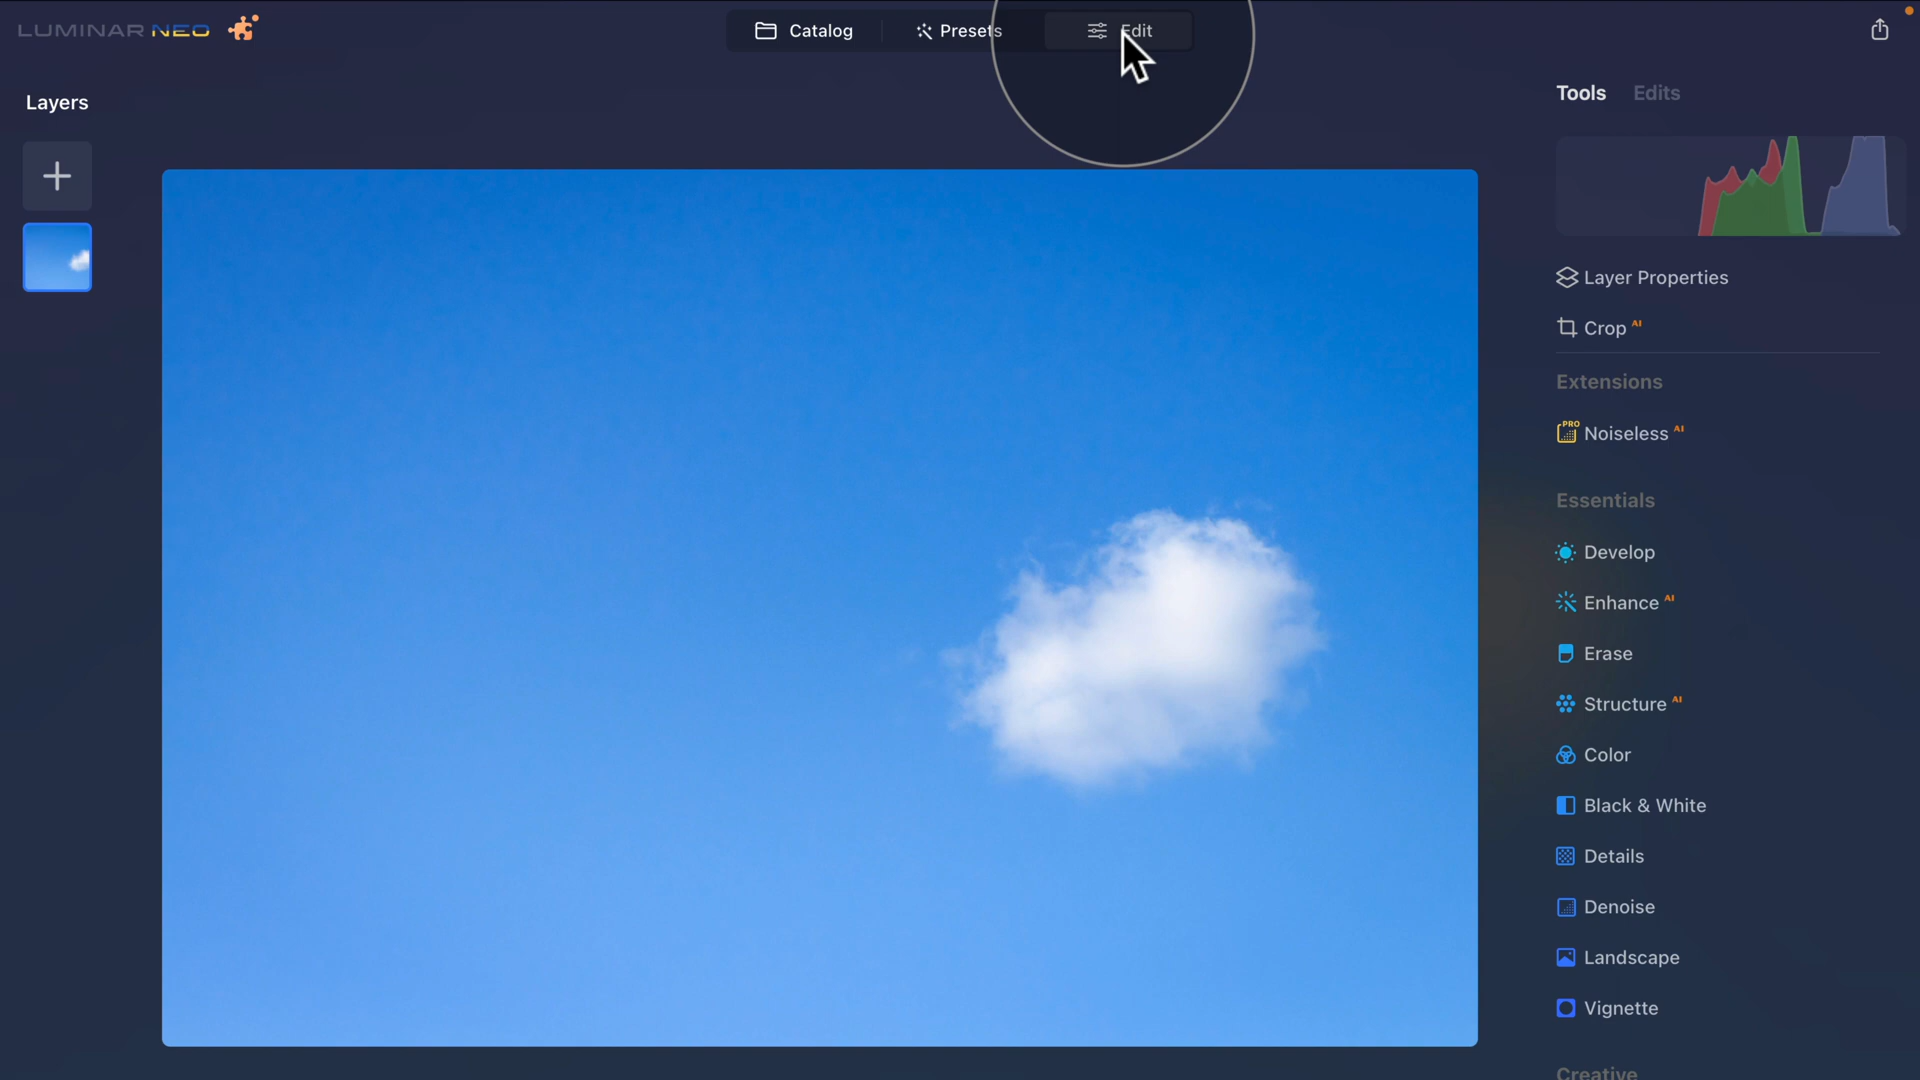 LUMINAR NEO
Catalog
Presets
Edit
Layers
Tools Edits
Layer Properties
Crop AI
Extensions
PRO
Noiseless AI
Essentials
Develop
Enhance AI
Erase
Structure AI
Color
Black & White
Details
Denoise
Landscape
Vignette
Creative